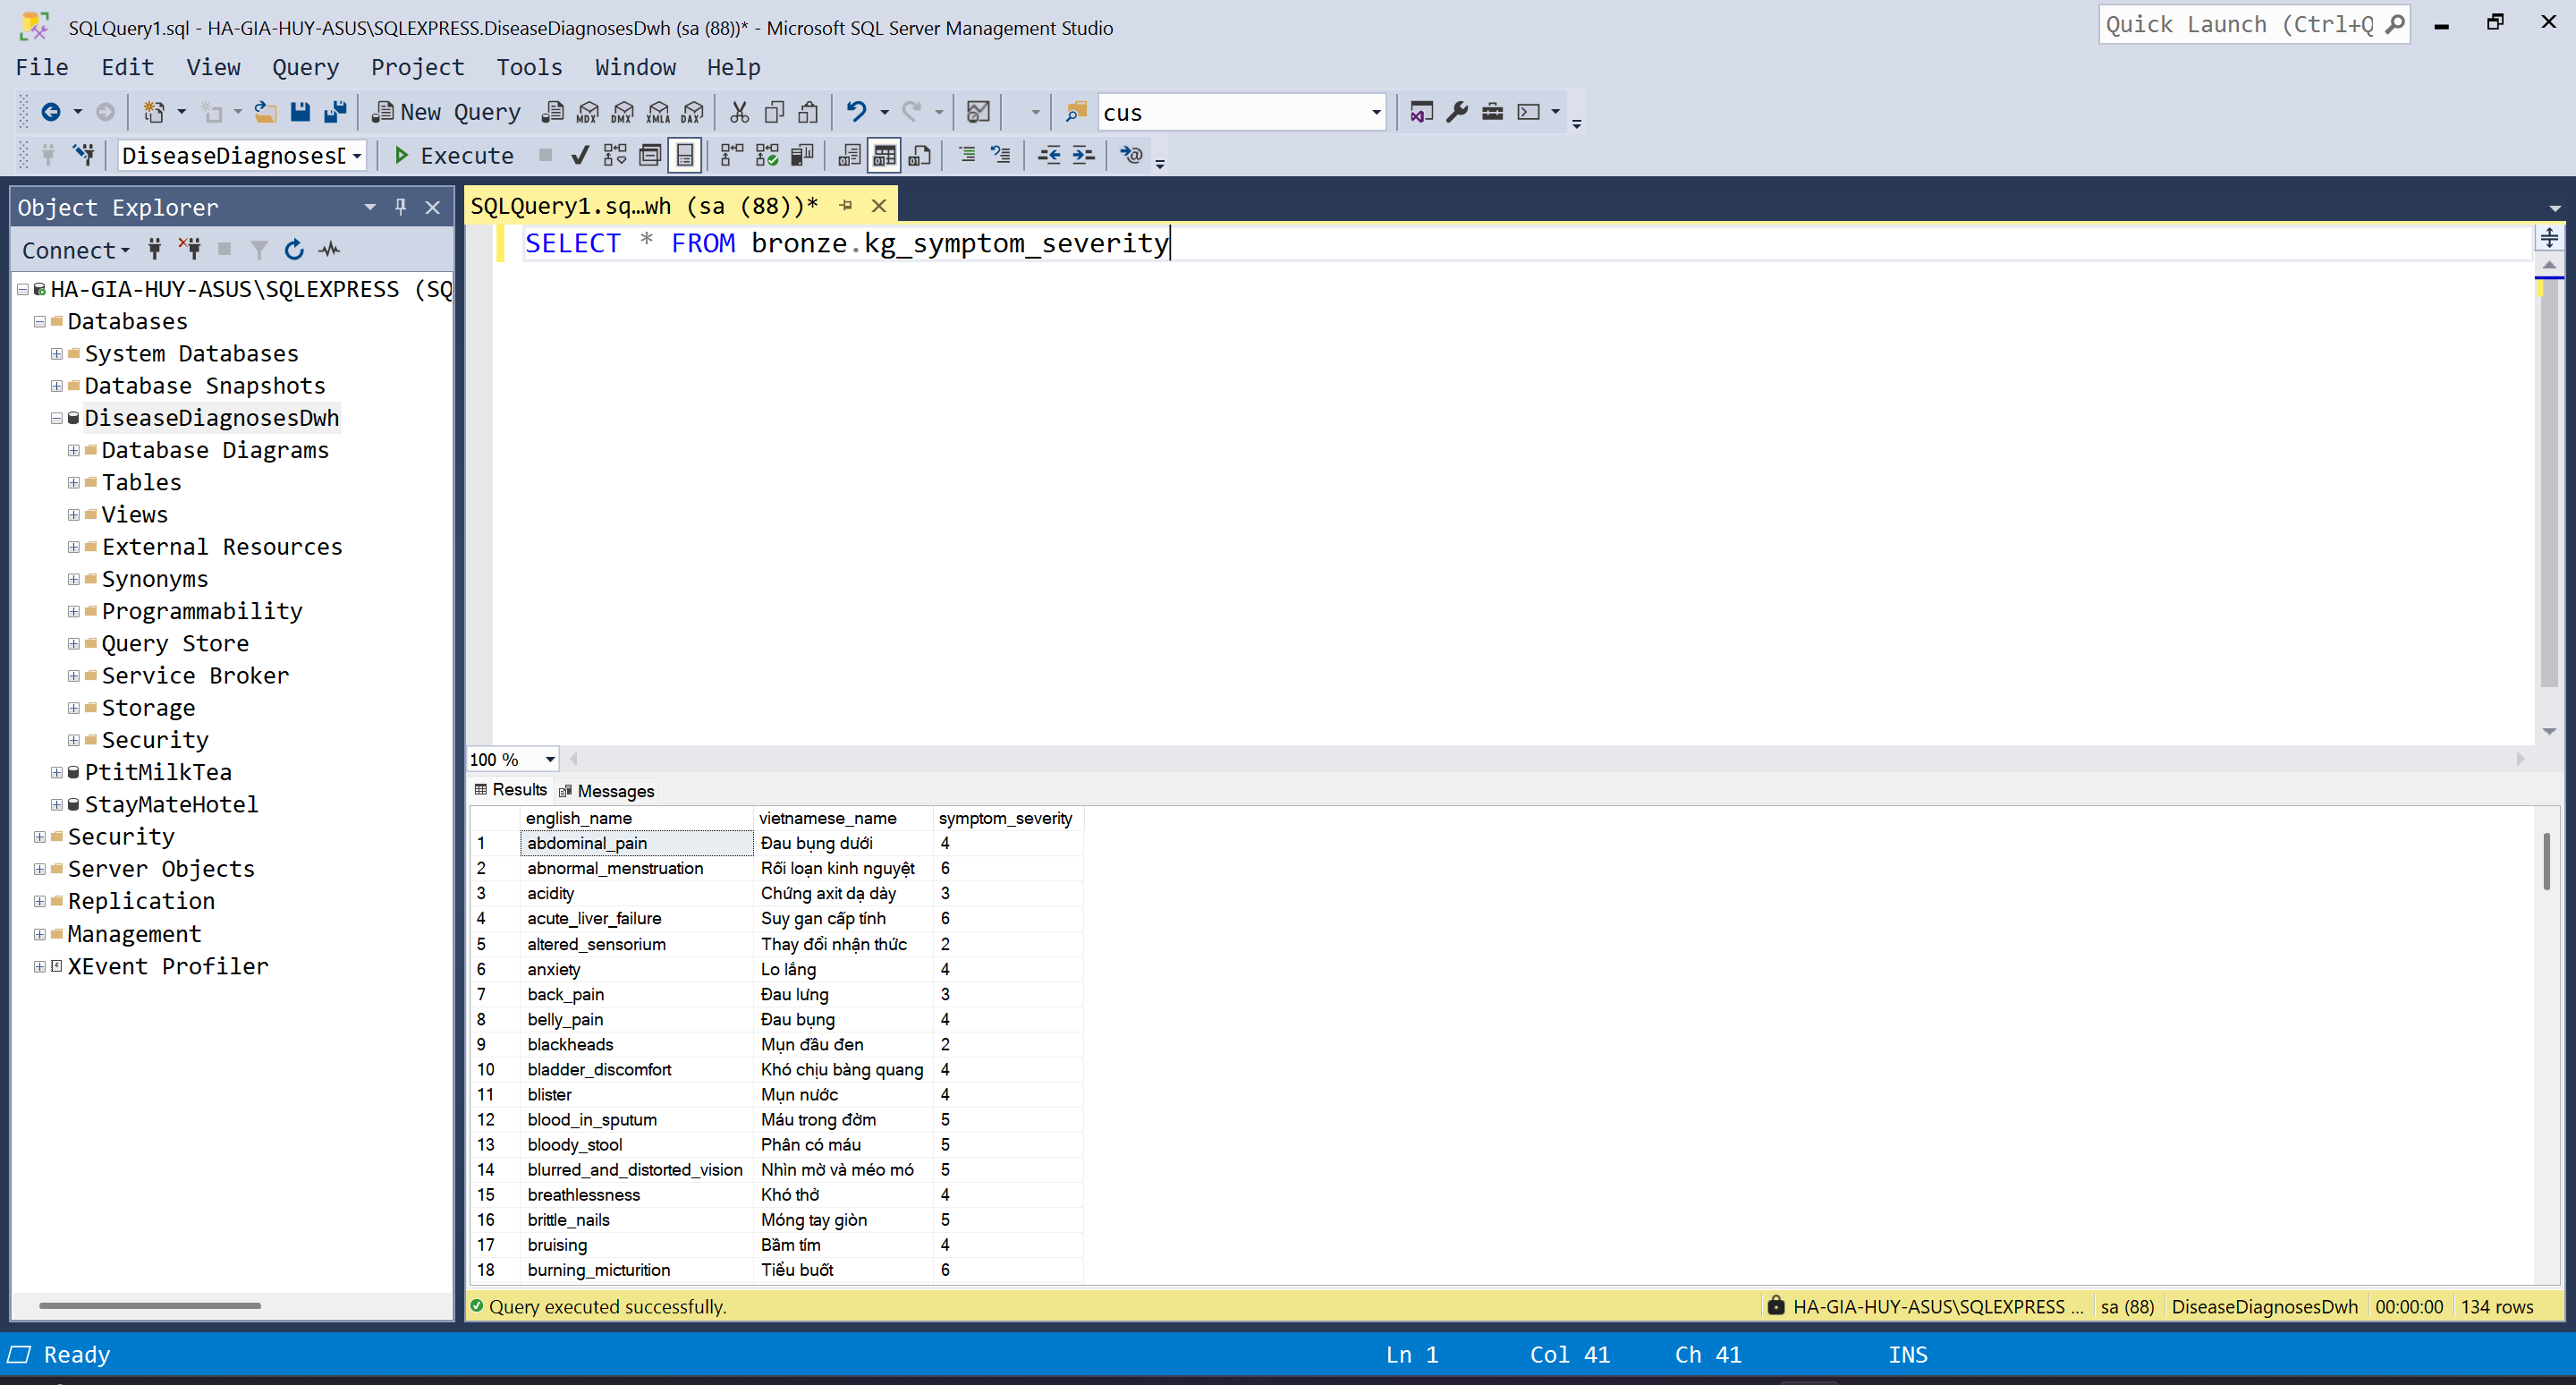 SQLQuery1.sql - HA-GIA-HUY-ASUS\SQLEXPRESS.DiseaseDiagnosesDwh (sa (88))* - Microsoft SQL Server Management Studio
Quick Launch (Ctrl+Q
File Edit View Query Project Tools Window Help
New Query MDX DMX XMLA DAX cus
DiseaseDiagnosesD Execute
Object Explorer
Connect
HA-GIA-HUY-ASUS\SQLEXPRESS (SQ
Databases
System Databases
Database Snapshots
DiseaseDiagnosesDwh
Database Diagrams
Tables
Views
External Resources
Synonyms
Programmability
Query Store
Service Broker
Storage
Security
PtitMilkTea
StayMateHotel
Security
Server Objects
Replication
Management
XEvent Profiler
SQLQuery1.sq...wh (sa (88))*
SELECT * FROM bronze.kg_symptom_severity
100 %
Results Messages
english_name vietnamese_name symptom_severity
1 abdominal_pain Đau bụng dưới 4
2 abnormal_menstruation Rối loạn kinh nguyệt 6
3 acidity Chứng axit dạ dày 3
4 acute_liver_failure Suy gan cấp tính 6
5 altered_sensorium Thay đổi nhận thức 2
6 anxiety Lo lắng 4
7 back_pain Đau lưng 3
8 belly_pain Đau bụng 4
9 blackheads Mụn đầu đen 2
10 bladder_discomfort Khó chịu bàng quang 4
11 blister Mụn nước 4
12 blood_in_sputum Máu trong đờm 5
13 bloody_stool Phân có máu 5
14 blurred_and_distorted_vision Nhìn mờ và méo mó 5
15 breathlessness Khó thở 4
16 brittle_nails Móng tay giòn 5
17 bruising Bầm tím 4
18 burning_micturition Tiểu buốt 6
Query executed successfully. HA-GIA-HUY-ASUS\SQLEXPRESS ... sa (88) DiseaseDiagnosesDwh 00:00:00 134 rows
Ready Ln 1 Col 41 Ch 41 INS